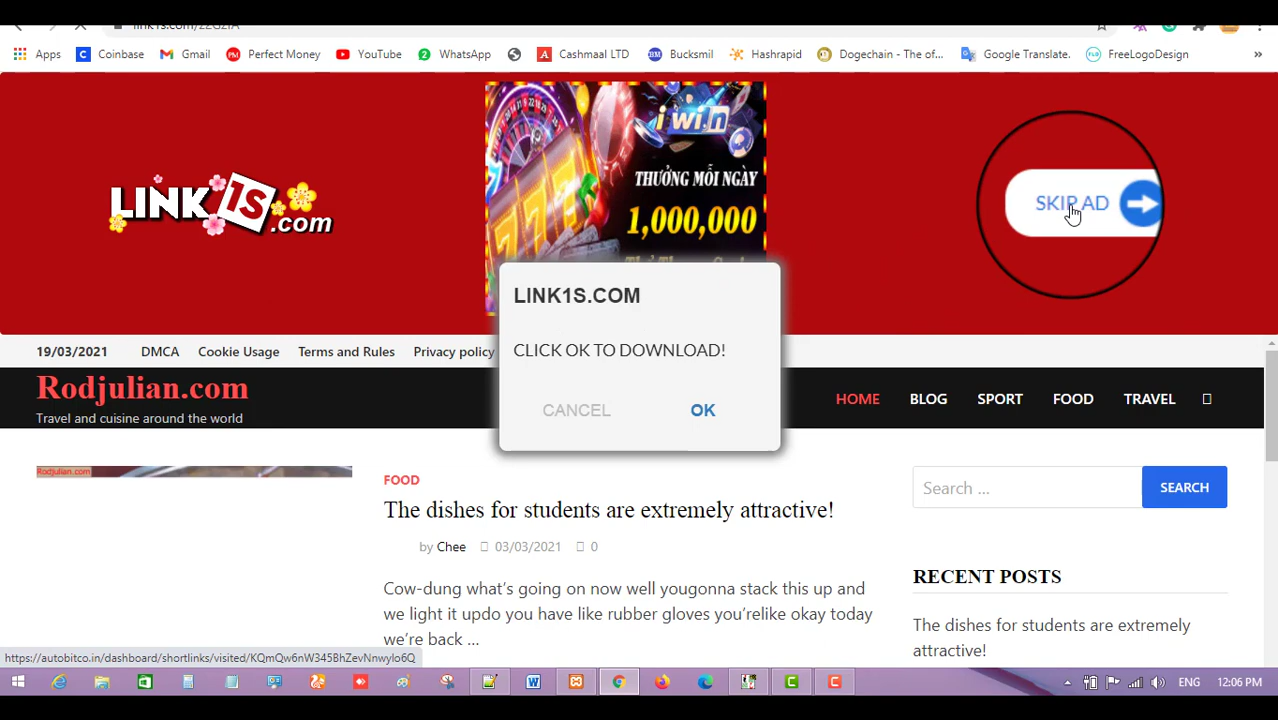 Apps Coinbase Gmail Perfect Money YouTube WhatsApp Cashmaal LTD Bucksmil Hashrapid Dogechain - The of... Google Translate. FreeLogoDesign »
LINK1S.com
i win
THƯỞNG MỖI NGÀY
1,000,000
SKIP AD
LINK1S.COM
CLICK OK TO DOWNLOAD!
CANCEL OK
19/03/2021 DMCA Cookie Usage Terms and Rules Privacy policy
Rodjulian.com
Travel and cuisine around the world
HOME BLOG SPORT FOOD TRAVEL
Rodjulian.com
FOOD
The dishes for students are extremely attractive!
by Chee 03/03/2021 0
Cow-dung what's going on now well yougonna stack this up and
we light it updo you have like rubber gloves you'relike okay today
we're back ...
Search ... SEARCH
RECENT POSTS
The dishes for students are extremely
attractive!
https://autobitco.in/dashboard/shortlinks/visited/KQmQw6nW345BhZevNnwylo6Q
ENG 12:06 PM